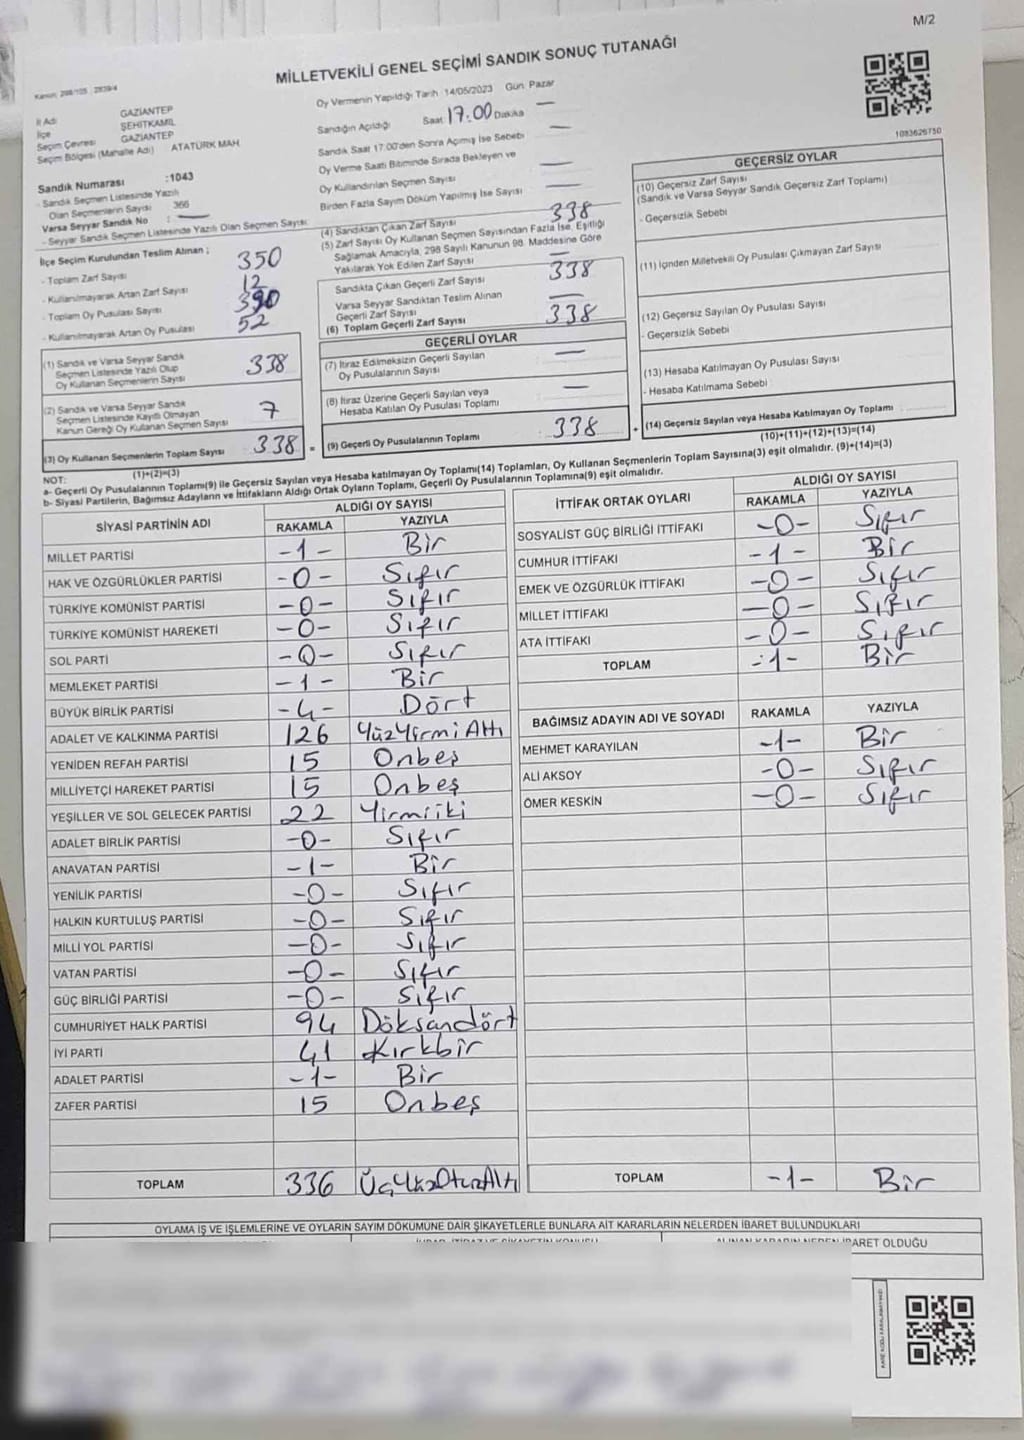 M/2
MİLLETVEKİLİ GENEL SEÇİMİ SANDIK SONUÇ TUTANAĞI
1083626750
İl Adı GAZİANTEP
İlçe ŞEHİTKAMİL
Seçim Çevresi GAZİANTEP
Seçim Bölgesi (Mahalle Adı) ATATÜRK MAH.
Sandık Numarası :1043
- Sandık Seçmen Listesinde Yazılı
Olan Seçmenlerin Sayısı 366
Varsa Seyyar Sandık No : —
- Seyyar Sandık Seçmen Listesinde Yazılı Olan Seçmen Sayısı
Oy Vermenin Yapıldığı Tarih 14/05/2023 Gün Pazar
Sandığın Açıldığı Saat 17.00 Dakika —
Sandık Saat 17:00'den Sonra Açılmış İse Sebebi —
Oy Verme Saati Bitiminde Sırada Bekleyen ve
Oy Kullandırılan Seçmen Sayısı —
Birden Fazla Sayım Döküm Yapılmış İse Sayısı —
İlçe Seçim Kurulundan Teslim Alınan ;
- Toplam Zarf Sayısı 350
- Kullanılmayarak Artan Zarf Sayısı 12
- Toplam Oy Pusulası Sayısı 390
- Kullanılmayarak Artan Oy Pusulası 52
(1) Sandık ve Varsa Seyyar Sandık
Seçmen Listesinde Yazılı Olup
Oy Kullanan Seçmenlerin Sayısı 338
(2) Sandık ve Varsa Seyyar Sandık
Seçmen Listesinde Kayıtlı Olmayan
Kanun Gereği Oy Kullanan Seçmen Sayısı 7
(3) Oy Kullanan Seçmenlerin Toplam Sayısı 338 =
(1)+(2)=(3)
(4) Sandıktan Çıkan Zarf Sayısı 338
(5) Zarf Sayısı Oy Kullanan Seçmen Sayısından Fazla İse, Eşitliği
Sağlamak Amacıyla, 298 Sayılı Kanunun 98. Maddesine Göre
Yakılarak Yok Edilen Zarf Sayısı —
Sandıkta Çıkan Geçerli Zarf Sayısı 338
Varsa Seyyar Sandıktan Teslim Alınan
Geçerli Zarf Sayısı —
(6) Toplam Geçerli Zarf Sayısı 338
GEÇERLİ OYLAR
(7) İtiraz Edilmeksizin Geçerli Sayılan
Oy Pusulalarının Sayısı —
(8) İtiraz Üzerine Geçerli Sayılan veya
Hesaba Katılan Oy Pusulası Toplamı —
(9) Geçerli Oy Pusulalarının Toplamı : 338 +
GEÇERSİZ OYLAR
(10) Geçersiz Zarf Sayısı
(Sandık ve Varsa Seyyar Sandık Geçersiz Zarf Toplamı)
- Geçersizlik Sebebi
(11) İçinden Milletvekili Oy Pusulası Çıkmayan Zarf Sayısı
(12) Geçersiz Sayılan Oy Pusulası Sayısı
- Geçersizlik Sebebi
(13) Hesaba Katılmayan Oy Pusulası Sayısı
- Hesaba Katılmama Sebebi
(14) Geçersiz Sayılan veya Hesaba Katılmayan Oy Toplamı
(10)+(11)+(12)+(13)=(14)
NOT:
a- Geçerli Oy Pusulalarının Toplamı(9) ile Geçersiz Sayılan veya Hesaba katılmayan Oy Toplamı(14) Toplamları, Oy Kullanan Seçmenlerin Toplam Sayısına(3) eşit olmalıdır. (9)+(14)=(3)
b- Siyasi Partilerin, Bağımsız Adayların ve İttifakların Aldığı Ortak Oyların Toplamı, Geçerli Oy Pusulalarının Toplamına(9) eşit olmalıdır.
SİYASİ PARTİNİN ADI ALDIĞI OY SAYISI
RAKAMLA YAZIYLA
MİLLET PARTİSİ -1- Bir
HAK VE ÖZGÜRLÜKLER PARTİSİ -0- Sıfır
TÜRKİYE KOMÜNİST PARTİSİ -0- Sıfır
TÜRKİYE KOMÜNİST HAREKETİ -0- Sıfır
SOL PARTİ -0- Sıfır
MEMLEKET PARTİSİ -1- Bir
BÜYÜK BİRLİK PARTİSİ -4- Dört
ADALET VE KALKINMA PARTİSİ 126 YüzYirmiAltı
YENİDEN REFAH PARTİSİ 15 Onbeş
MİLLİYETÇİ HAREKET PARTİSİ 15 Onbeş
YEŞİLLER VE SOL GELECEK PARTİSİ 22 Yirmiiki
ADALET BİRLİK PARTİSİ -0- Sıfır
ANAVATAN PARTİSİ -1- Bir
YENİLİK PARTİSİ -0- Sıfır
HALKIN KURTULUŞ PARTİSİ -0- Sıfır
MİLLİ YOL PARTİSİ -0- Sıfır
VATAN PARTİSİ -0- Sıfır
GÜÇ BİRLİĞİ PARTİSİ -0- Sıfır
CUMHURİYET HALK PARTİSİ 94 Döksandört
İYİ PARTİ 41 Kırkbir
ADALET PARTİSİ -1- Bir
ZAFER PARTİSİ 15 Onbeş
TOPLAM 336 ÜçYüzOtuzAltı
İTTİFAK ORTAK OYLARI ALDIĞI OY SAYISI
RAKAMLA YAZIYLA
SOSYALİST GÜÇ BİRLİĞİ İTTİFAKI -0- Sıfır
CUMHUR İTTİFAKI -1- Bir
EMEK VE ÖZGÜRLÜK İTTİFAKI -0- Sıfır
MİLLET İTTİFAKI -0- Sıfır
ATA İTTİFAKI -0- Sıfır
TOPLAM -1- Bir
BAĞIMSIZ ADAYIN ADI VE SOYADI RAKAMLA YAZIYLA
MEHMET KARAYILAN -1- Bir
ALİ AKSOY -0- Sıfır
ÖMER KESKİN -0- Sıfır
TOPLAM -1- Bir
OYLAMA İŞ VE İŞLEMLERİNE VE OYLARIN SAYIM DÖKÜMÜNE DAİR ŞİKAYETLERLE BUNLARA AİT KARARLARIN NELERDEN İBARET BULUNDUKLARI
ALINAN KARARIN NEDEN İBARET OLDUĞU